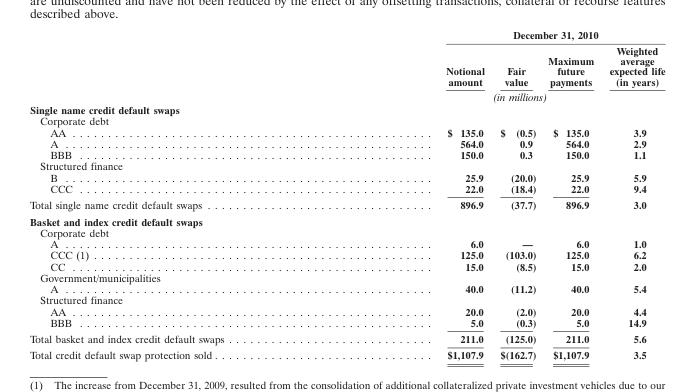 are undiscounted and have not been reduced by the effect of any offsetting transactions, collateral or recourse features
described above.
December 31, 2010
Notional amount Fair value Maximum future payments Weighted average expected life (in years)
(in millions)
Single name credit default swaps
Corporate debt
AA $ 135.0 $ (0.5) $ 135.0 3.9
A 564.0 0.9 564.0 2.9
BBB 150.0 0.3 150.0 1.1
Structured finance
B 25.9 (20.0) 25.9 5.9
CCC 22.0 (18.4) 22.0 9.4
Total single name credit default swaps 896.9 (37.7) 896.9 3.0
Basket and index credit default swaps
Corporate debt
A 6.0 — 6.0 1.0
CCC (1) 125.0 (103.0) 125.0 6.2
CC 15.0 (8.5) 15.0 2.0
Government/municipalities
A 40.0 (11.2) 40.0 5.4
Structured finance
AA 20.0 (2.0) 20.0 4.4
BBB 5.0 (0.3) 5.0 14.9
Total basket and index credit default swaps 211.0 (125.0) 211.0 5.6
Total credit default swap protection sold $1,107.9 $(162.7) $1,107.9 3.5
(1) The increase from December 31, 2009, resulted from the consolidation of additional collateralized private investment vehicles due to our